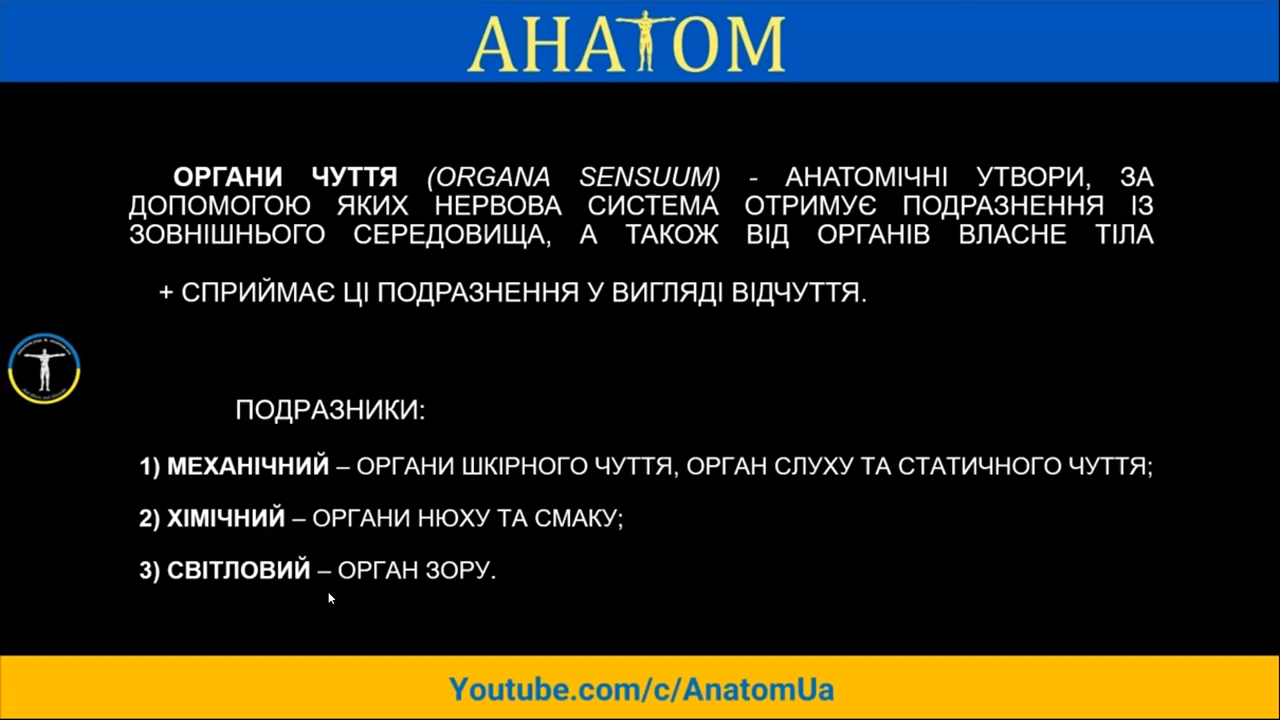 АНАТОМ
ОРГАНИ ЧУТТЯ (ORGANA SENSUUM) - АНАТОМІЧНІ УТВОРИ, ЗА
ДОПОМОГОЮ ЯКИХ НЕРВОВА СИСТЕМА ОТРИМУЄ ПОДРАЗНЕННЯ ІЗ
ЗОВНІШНЬОГО СЕРЕДОВИЩА, А ТАКОЖ ВІД ОРГАНІВ ВЛАСНЕ ТІЛА
+ СПРИЙМАЄ ЦІ ПОДРАЗНЕННЯ У ВИГЛЯДІ ВІДЧУТТЯ.
ПОДРАЗНИКИ:
1) МЕХАНІЧНИЙ – ОРГАНИ ШКІРНОГО ЧУТТЯ, ОРГАН СЛУХУ ТА СТАТИЧНОГО ЧУТТЯ;
2) ХІМІЧНИЙ – ОРГАНИ НЮХУ ТА СМАКУ;
3) СВІТЛОВИЙ – ОРГАН ЗОРУ.
Youtube.com/c/AnatomUa